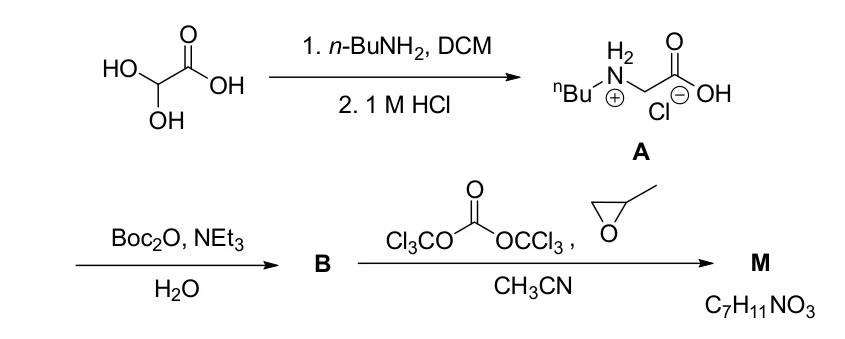 HO
O
OH
OH
1. n-BuNH2, DCM
2. 1 M HCl
H2
N
nBu
⊕
O
OH
Cl⊖
A
Boc2O, NEt3
H2O
B
O
Cl3CO OCCl3 ,
O
CH3CN
M
C7H11NO3